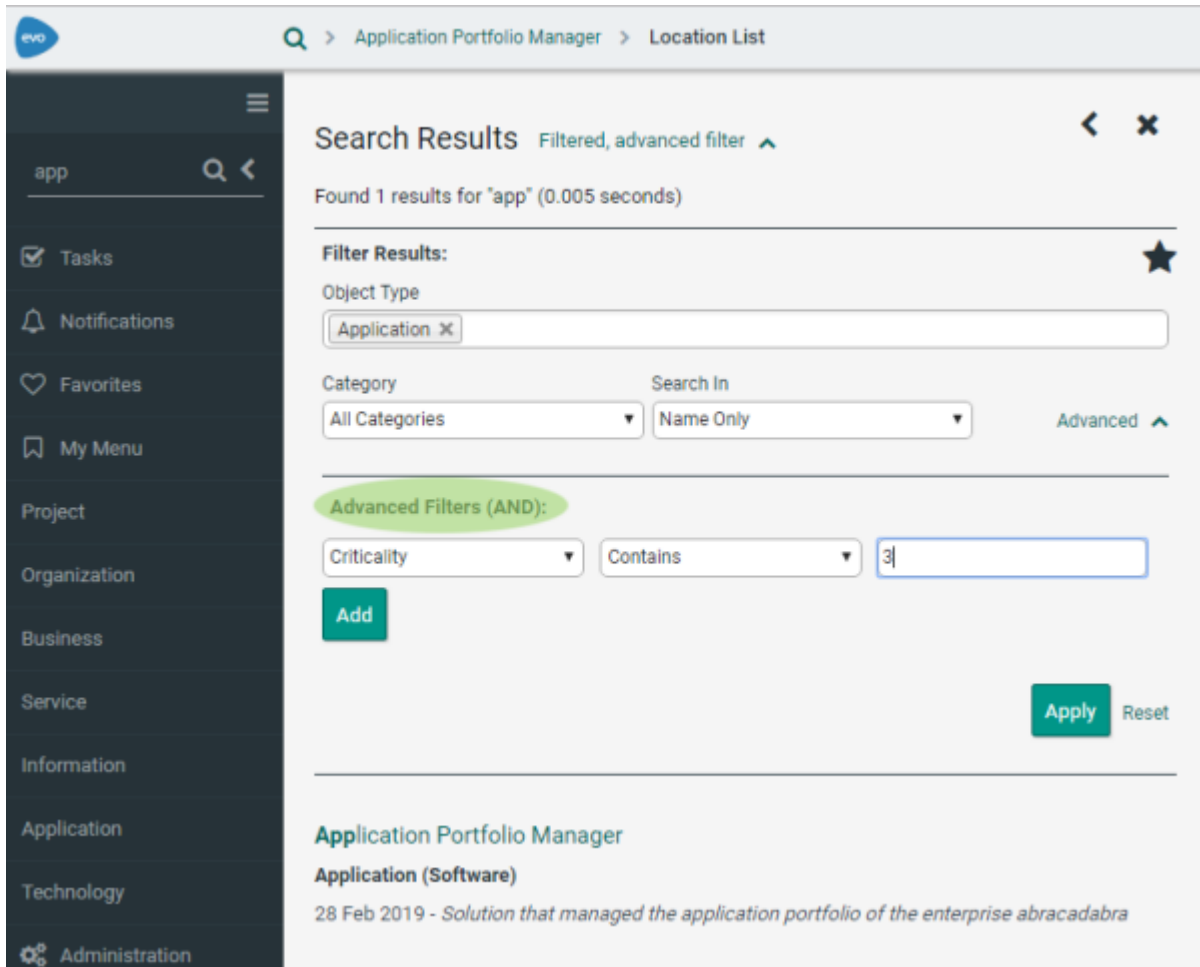 evo
> Application Portfolio Manager > Location List
app
Tasks
Notifications
Favorites
My Menu
Project
Organization
Business
Service
Information
Application
Technology
Administration
Search Results Filtered, advanced filter
Found 1 results for "app" (0.005 seconds)
Filter Results:
Object Type
Application
Category Search In
All Categories Name Only Advanced
Advanced Filters (AND):
Criticality Contains 3
Add
Apply Reset
Application Portfolio Manager
Application (Software)
28 Feb 2019 - Solution that managed the application portfolio of the enterprise abracadabra